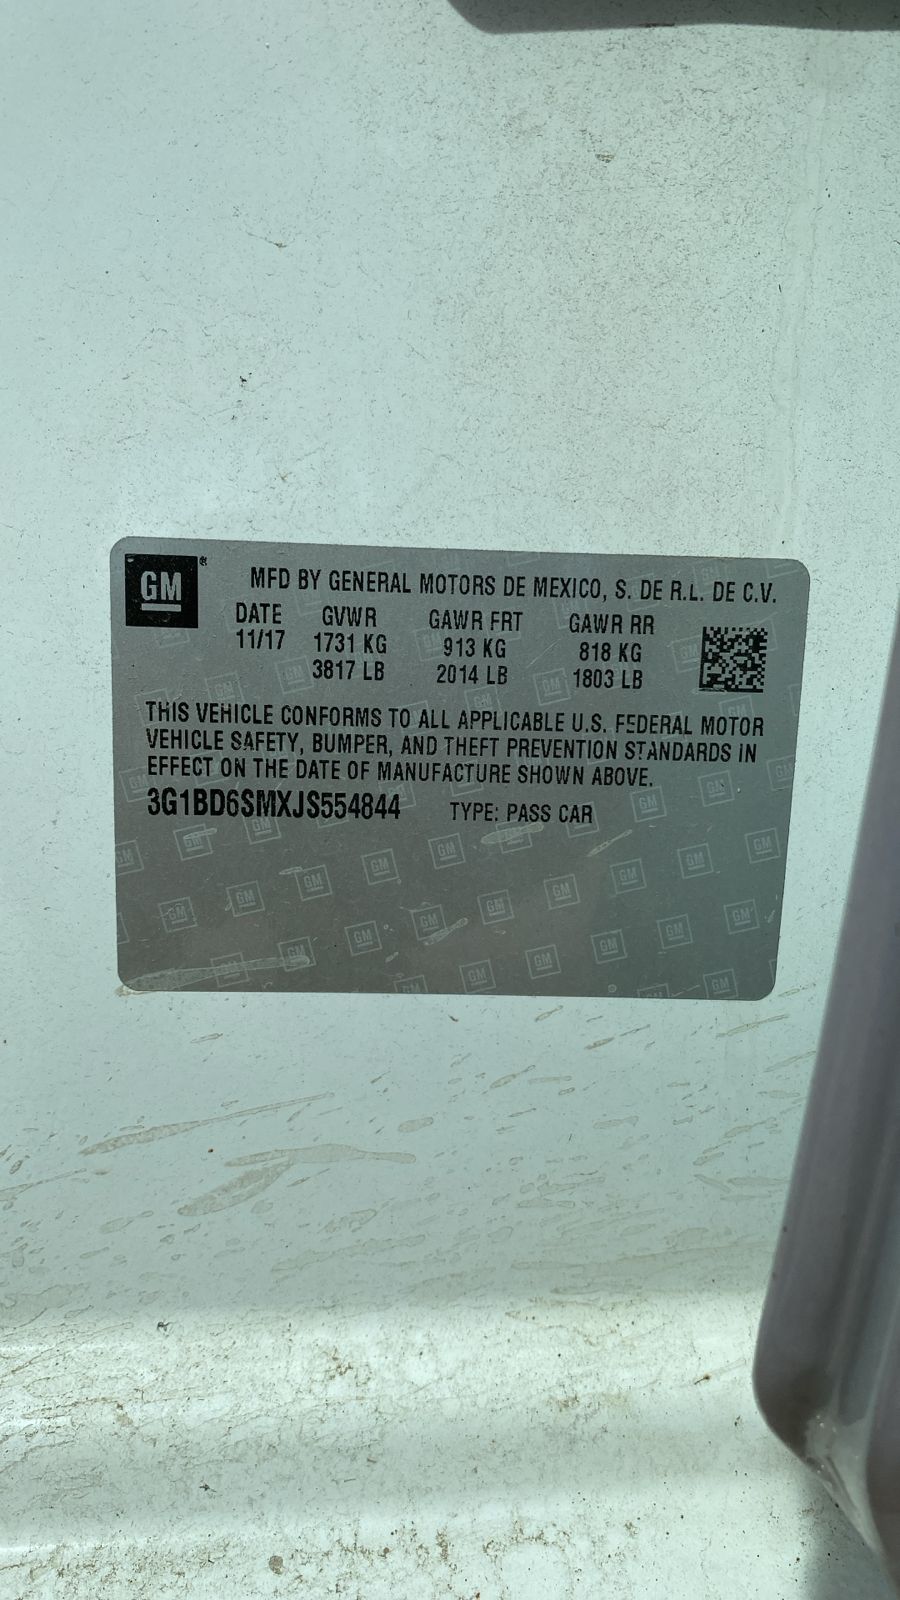 GM®
MFD BY GENERAL MOTORS DE MEXICO, S. DE R.L. DE C.V.
DATE GVWR GAWR FRT GAWR RR
11/17 1731 KG 913 KG 818 KG
3817 LB 2014 LB 1803 LB
THIS VEHICLE CONFORMS TO ALL APPLICABLE U.S. FEDERAL MOTOR
VEHICLE SAFETY, BUMPER, AND THEFT PREVENTION STANDARDS IN
EFFECT ON THE DATE OF MANUFACTURE SHOWN ABOVE.
3G1BD6SMXJS554844 TYPE: PASS CAR